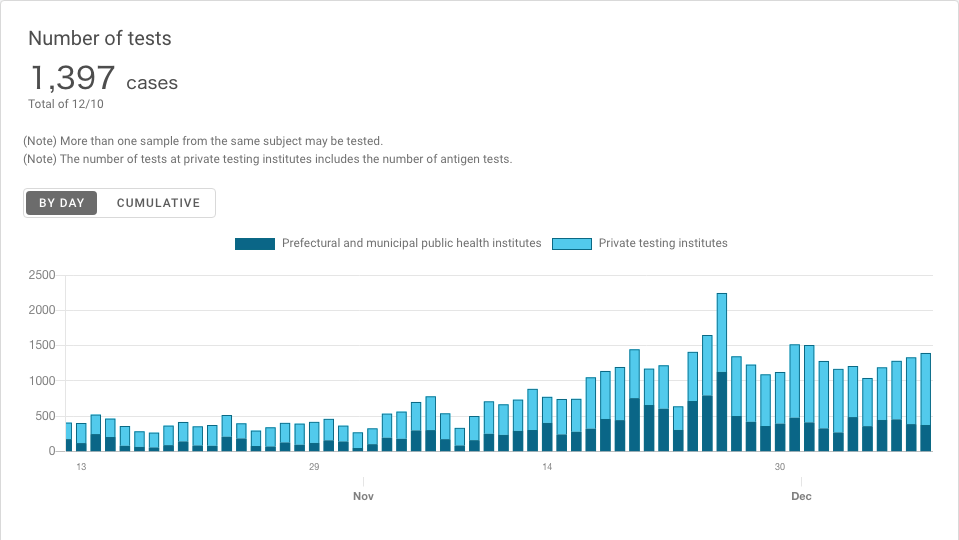 Number of tests
1,397 cases
Total of 12/10
(Note) More than one sample from the same subject may be tested.
(Note) The number of tests at private testing institutes includes the number of antigen tests.
BY DAY CUMULATIVE
Prefectural and municipal public health institutes Private testing institutes
2500
2000
1500
1000
500
0
13 29 14 30
Nov Dec